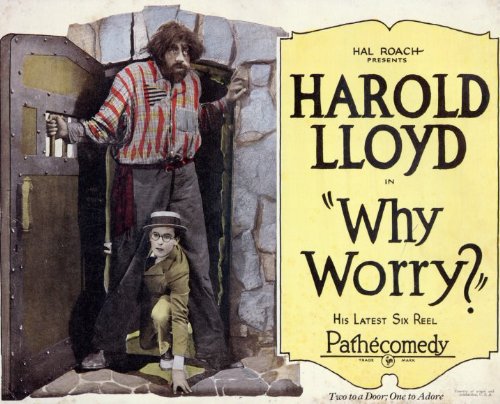 HAL ROACH
PRESENTS
HAROLD
LLOYD
IN
"WHY
WORRY?"
HIS LATEST SIX REEL
Pathécomedy
TRADE MARK
Two to a Door; One to Adore